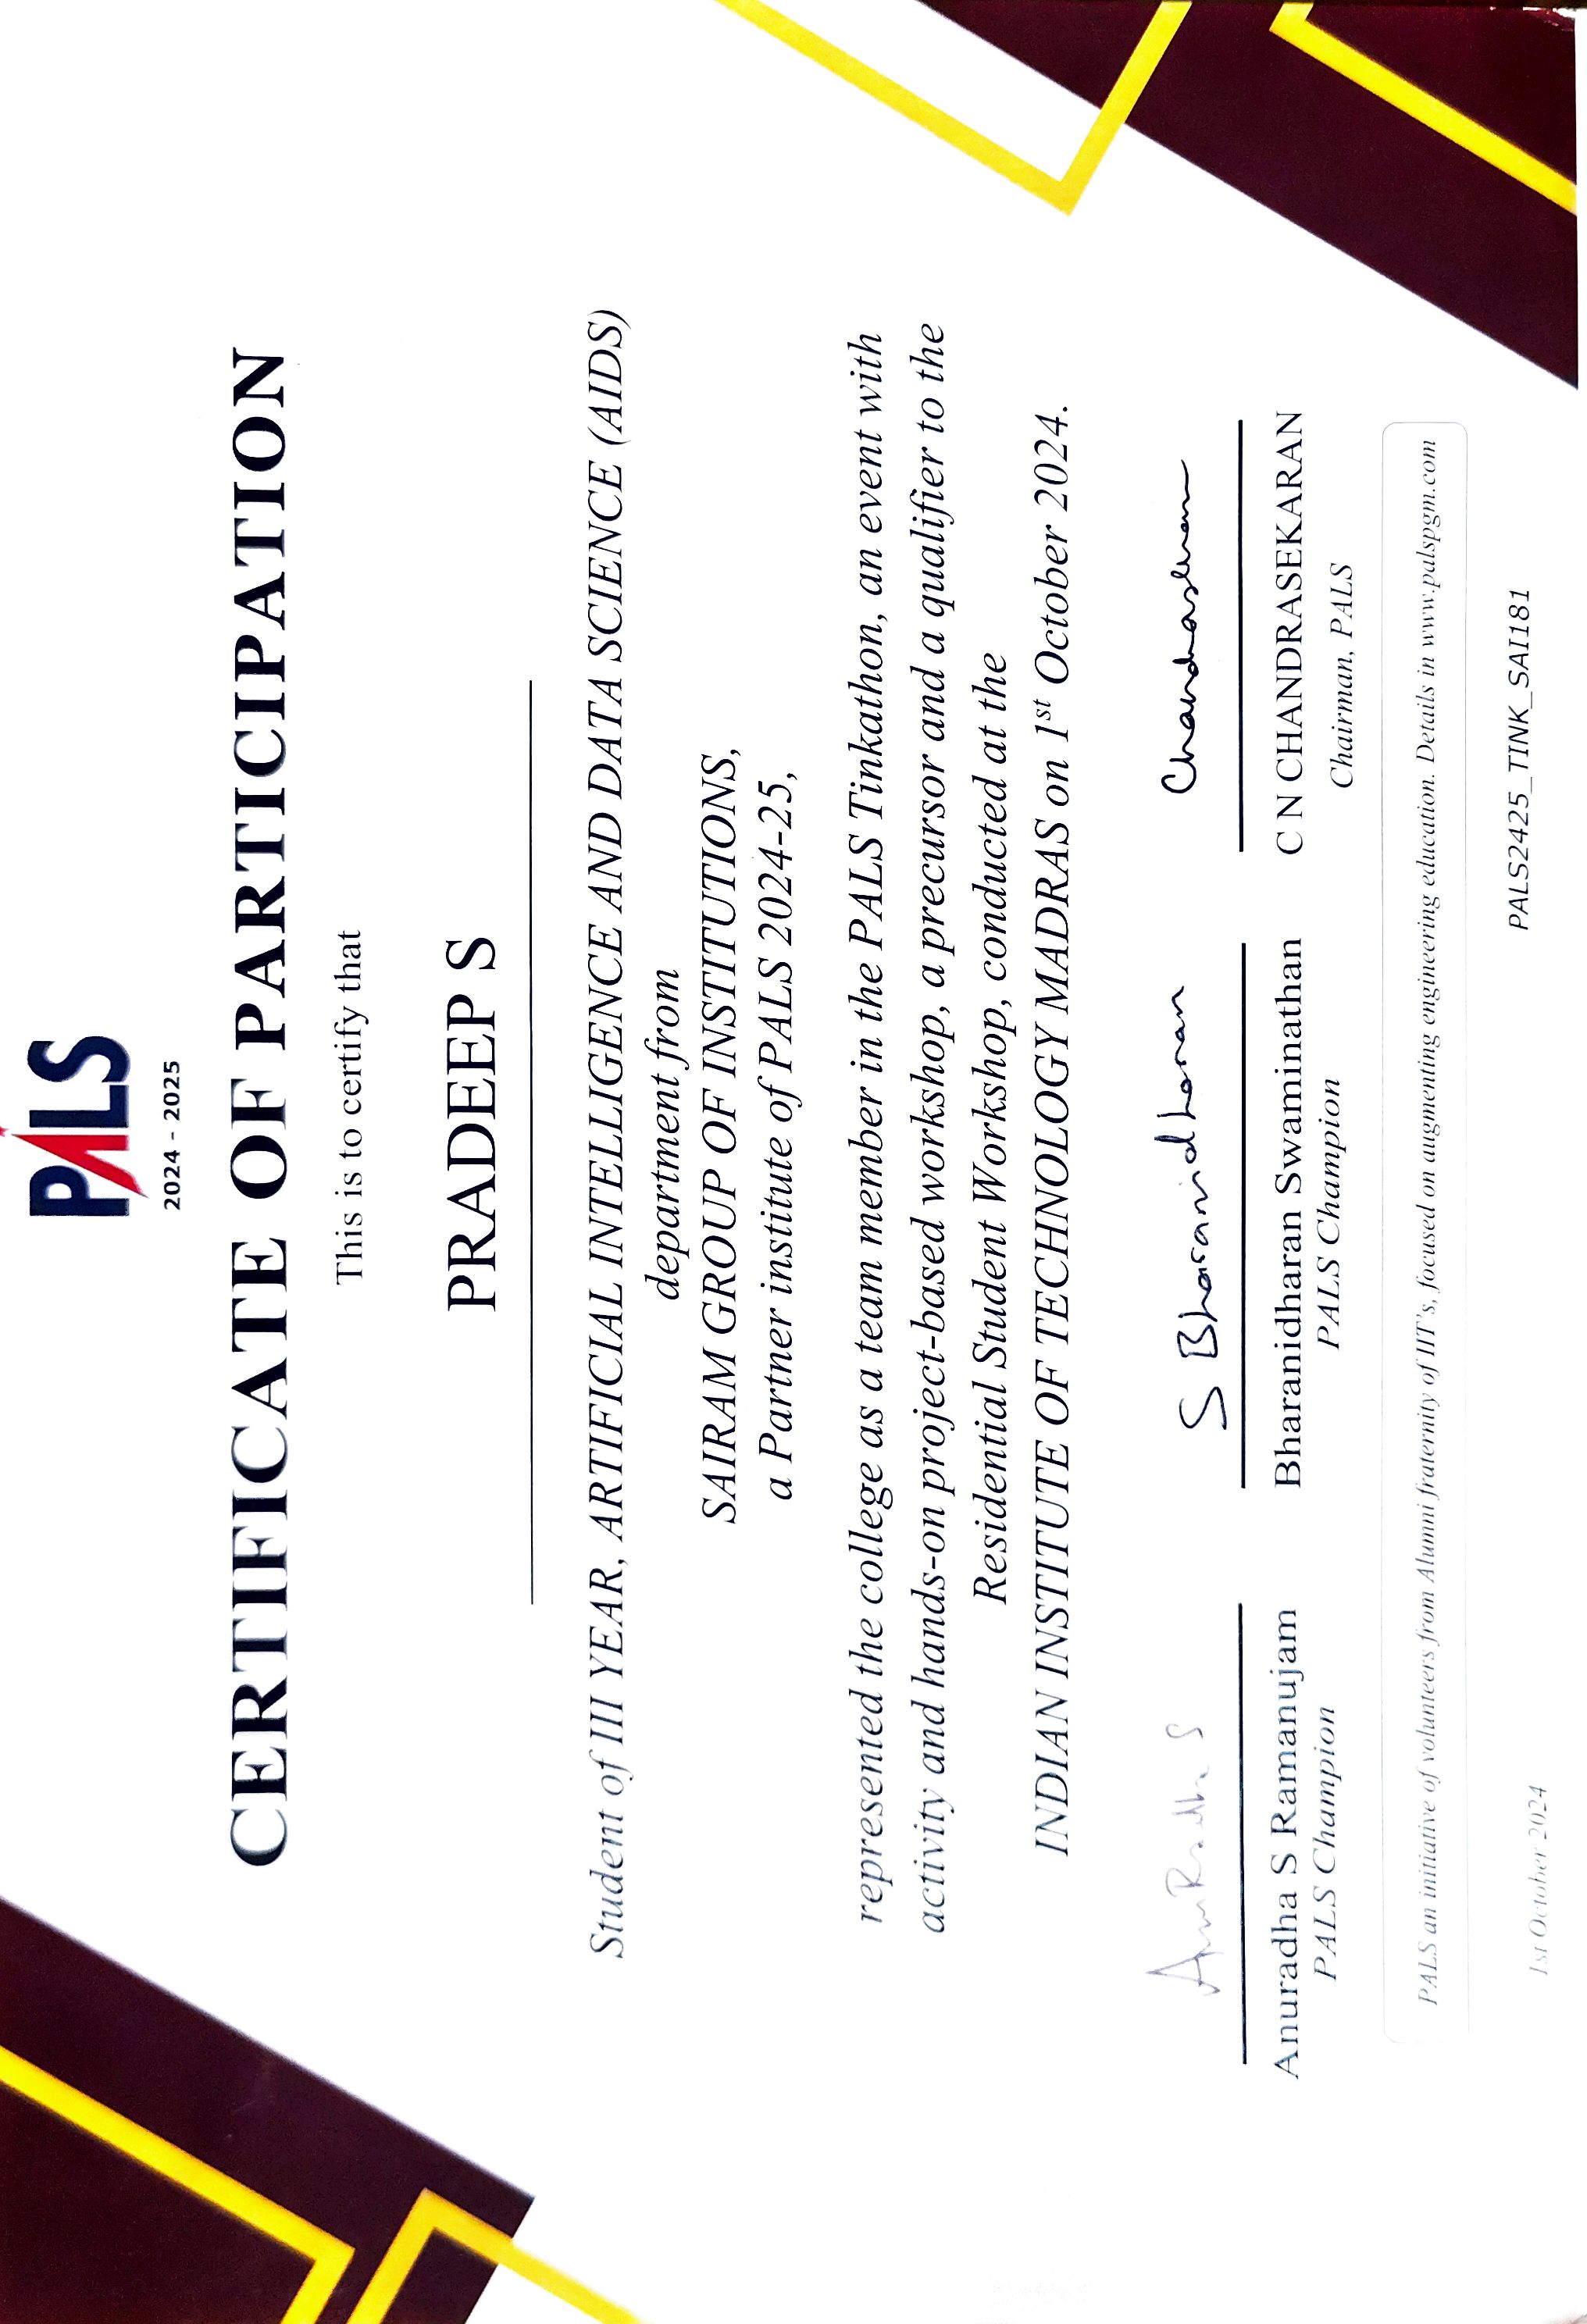 PALS
2024 - 2025
CERTIFICATE OF PARTICIPATION
This is to certify that
PRADEEP S
Student of III YEAR, ARTIFICIAL INTELLIGENCE AND DATA SCIENCE (AIDS)
department from
SAIRAM GROUP OF INSTITUTIONS,
a Partner institute of PALS 2024-25,
represented the college as a team member in the PALS Tinkathon, an event with
activity and hands-on project-based workshop, a precursor and a qualifier to the
Residential Student Workshop, conducted at the
INDIAN INSTITUTE OF TECHNOLOGY MADRAS on 1st October 2024.
AnuRadha S S Bharanidharan Chandrasekaran
Anuradha S Ramanujam Bharanidharan Swaminathan C N CHANDRASEKARAN
PALS Champion PALS Champion Chairman, PALS
PALS an initiative of volunteers from Alumni fraternity of IIT's, focused on augmenting engineering education. Details in www.palspgm.com
PALS2425_TINK_SAI181
1st October 2024